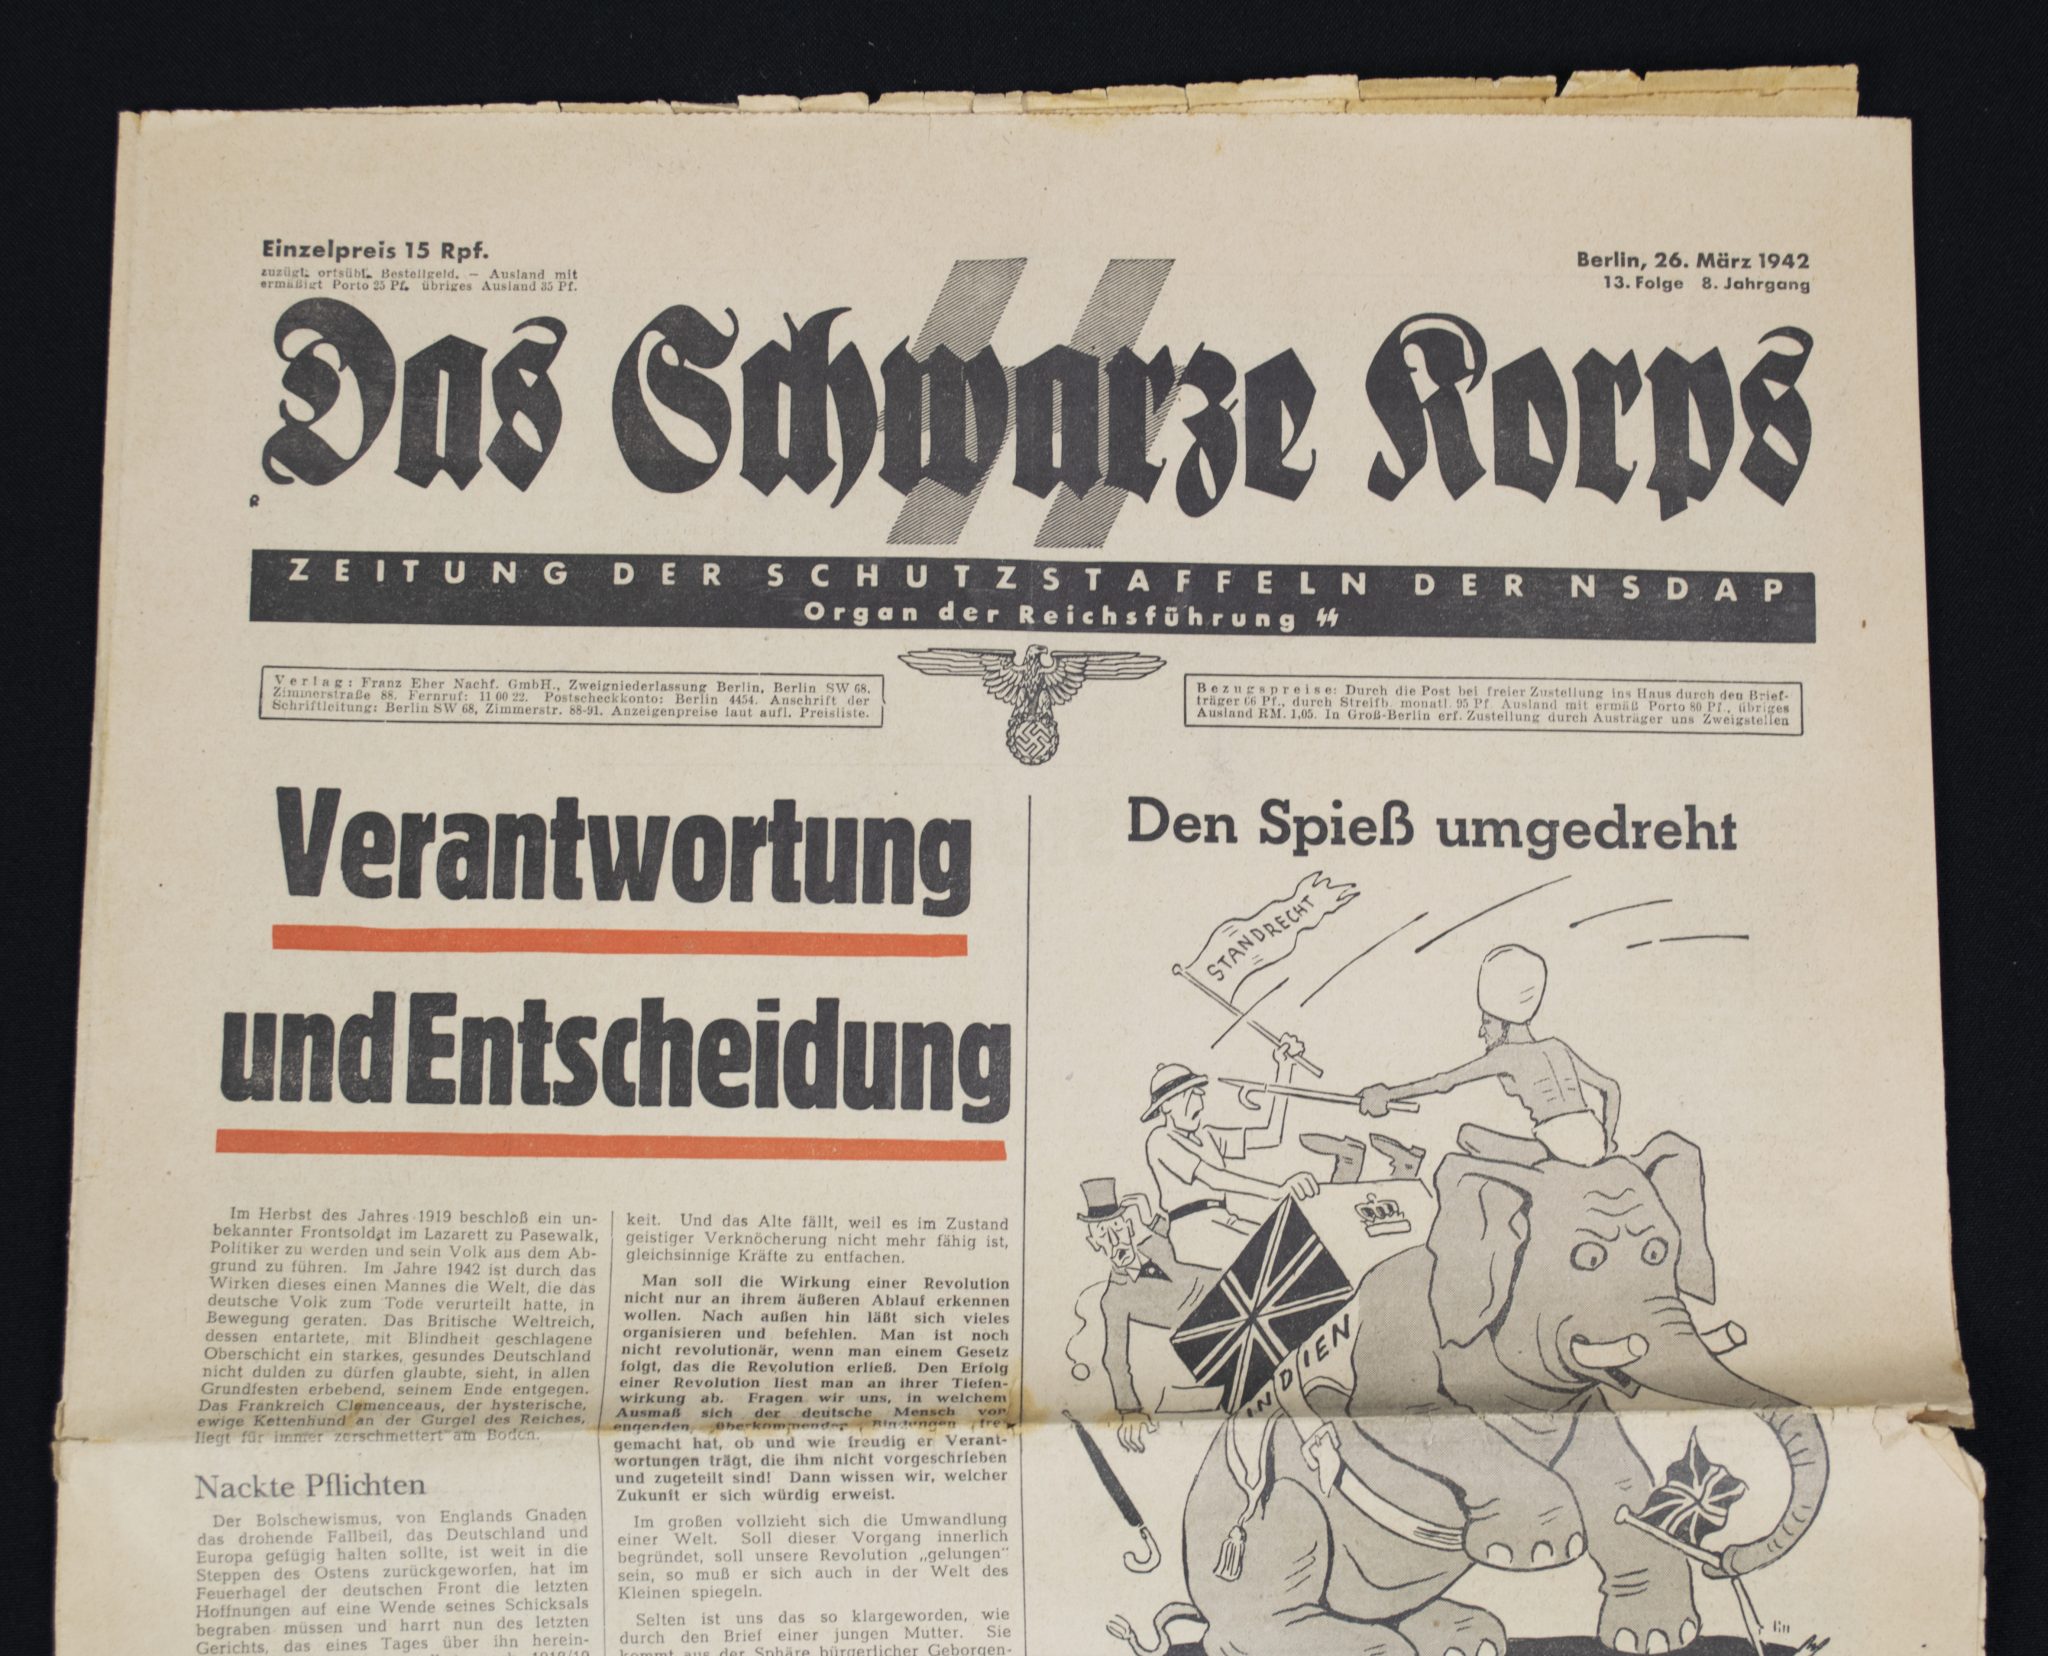 Einzelpreis 15 Rpf.
zuzügl. ortsübl. Bestellgeld. — Ausland mit
ermäßigt Porto 25 Pf. übriges Ausland 35 Pf.
Berlin, 26. März 1942
13. Folge 8. Jahrgang
Das Schwarze Korps
ZEITUNG DER SCHUTZSTAFFELN DER NSDAP
Organ der Reichsführung SS
Verlag: Franz Eher Nachf. GmbH., Zweigniederlassung Berlin, Berlin SW 68,
Zimmerstraße 88. Fernruf: 11 00 22. Postscheckkonto: Berlin 4454. Anschrift der
Schriftleitung: Berlin SW 68, Zimmerstr. 88-91. Anzeigenpreise laut aufl. Preisliste.
Bezugspreise: Durch die Post bei freier Zustellung ins Haus durch den Brief-
träger 66 Pf., durch Streifb. monatl. 95 Pf. Ausland mit ermäß Porto 80 Pf., übriges
Ausland RM. 1,05. In Groß-Berlin erf. Zustellung durch Austräger uns Zweigstellen
Verantwortung
und Entscheidung
Im Herbst des Jahres 1919 beschloß ein un-
bekannter Frontsoldat im Lazarett zu Pasewalk,
Politiker zu werden und sein Volk aus dem Ab-
grund zu führen. Im Jahre 1942 ist durch das
Wirken dieses einen Mannes die Welt, die das
deutsche Volk zum Tode verurteilt hatte, in
Bewegung geraten. Das Britische Weltreich,
dessen entartete, mit Blindheit geschlagene
Oberschicht ein starkes, gesundes Deutschland
nicht dulden zu dürfen glaubte, sieht, in allen
Grundfesten erbebend, seinem Ende entgegen.
Das Frankreich Clemenceaus, der hysterische,
ewige Kettenhund an der Gurgel des Reiches,
liegt für immer zerschmettert am Boden.
Nackte Pflichten
Der Bolschewismus, von Englands Gnaden
das drohende Fallbeil, das Deutschland und
Europa gefügig halten sollte, ist weit in die
Steppen des Ostens zurückgeworfen, hat im
Feuerhagel der deutschen Front die letzten
Hoffnungen auf eine Wende seines Schicksals
begraben müssen und harrt nun des letzten
Gerichts, das eines Tages über ihn herein-
1918/19
keit. Und das Alte fällt, weil es im Zustand
geistiger Verknöcherung nicht mehr fähig ist,
gleichsinnige Kräfte zu entfachen.
Man soll die Wirkung einer Revolution
nicht nur an ihrem äußeren Ablauf erkennen
wollen. Nach außen hin läßt sich vieles
organisieren und befehlen. Man ist noch
nicht revolutionär, wenn man einem Gesetz
folgt, das die Revolution erließ. Den Erfolg
einer Revolution liest man an ihrer Tiefen-
wirkung ab. Fragen wir uns, in welchem
Ausmaß sich der deutsche Mensch von
engenden, überkommenden Bindungen frei
gemacht hat, ob und wie freudig er Verant-
wortungen trägt, die ihm nicht vorgeschrieben
und zugeteilt sind! Dann wissen wir, welcher
Zukunft er sich würdig erweist.
Im großen vollzieht sich die Umwandlung
einer Welt. Soll dieser Vorgang innerlich
begründet, soll unsere Revolution „gelungen“
sein, so muß er sich auch in der Welt des
Kleinen spiegeln.
Selten ist uns das so klargeworden, wie
durch den Brief einer jungen Mutter. Sie
kommt aus der Sphäre bürgerlicher Geborgen-
Den Spieß umgedreht
STANDRECHT
INDIEN